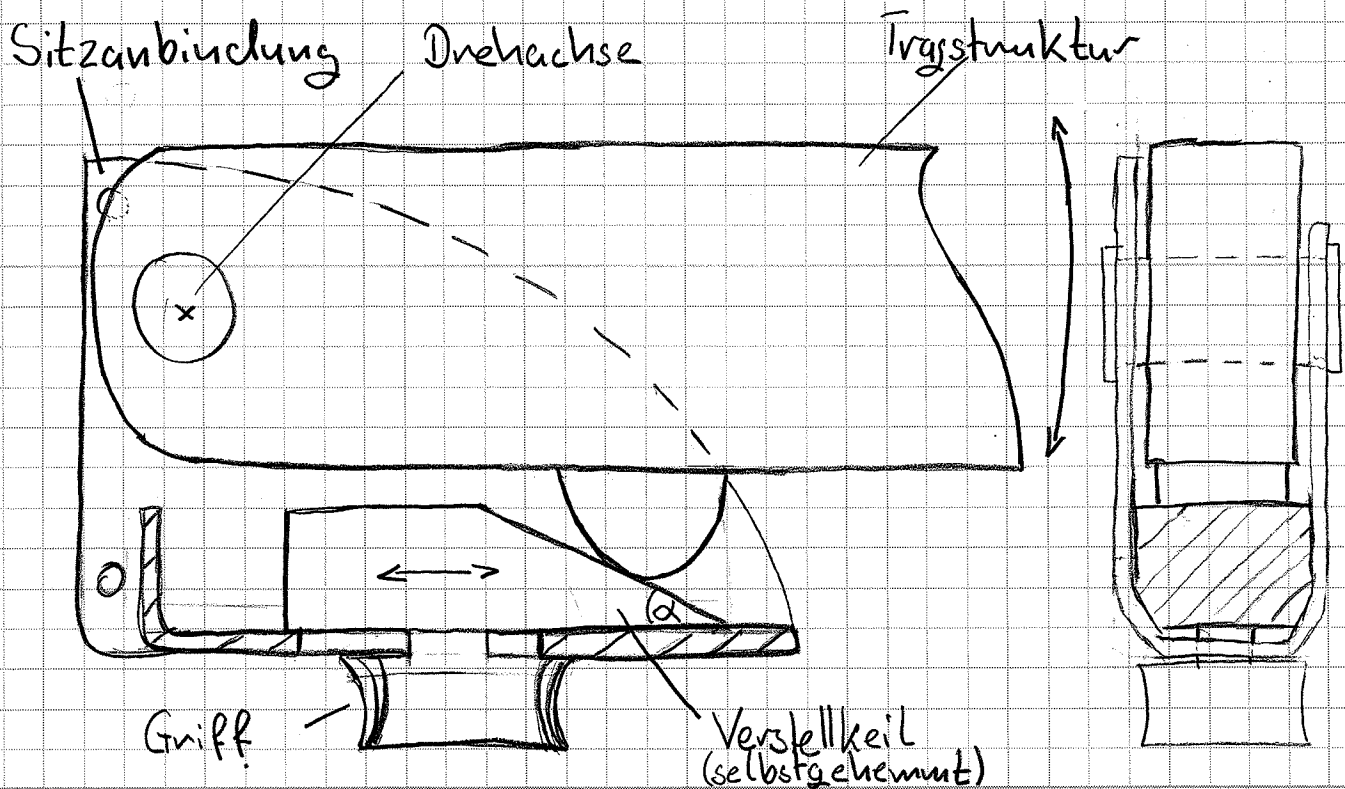 Sitzanbindung
Drehachse
Tragstruktur
α
Griff
Verstellkeil
(selbstgehemmt)